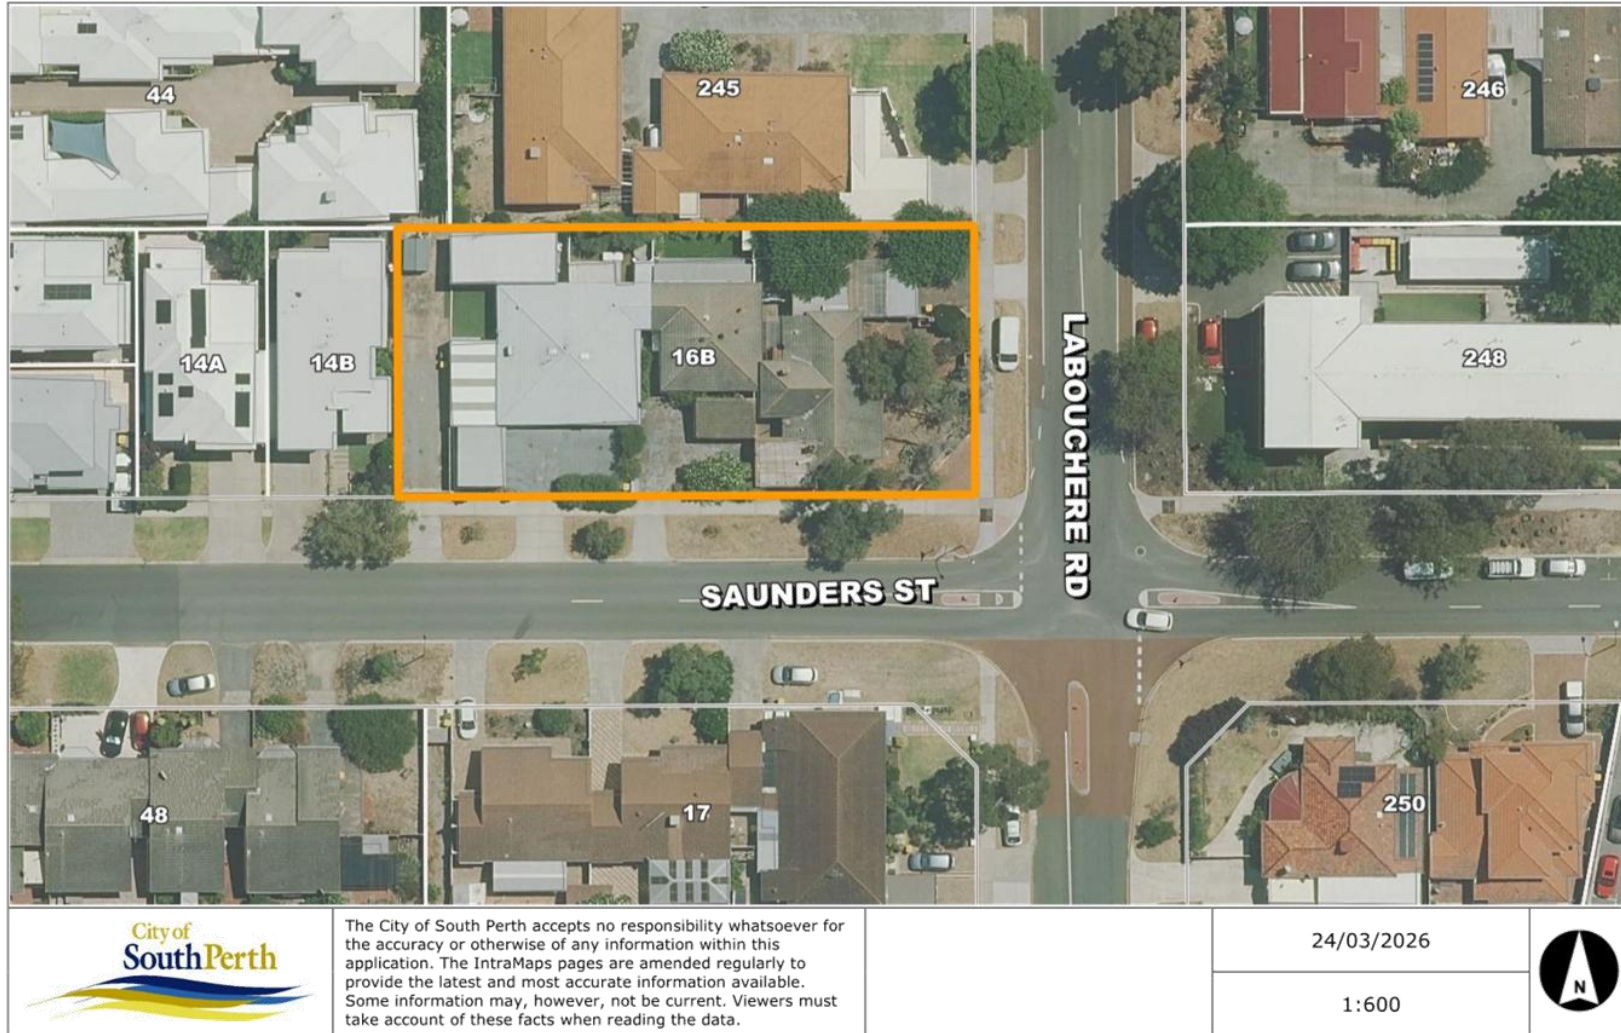 44
245
246
14A
14B
16B
248
LABOUCHERE RD
SAUNDERS ST
48
17
250
City of
SouthPerth
The City of South Perth accepts no responsibility whatsoever for
the accuracy or otherwise of any information within this
application. The IntraMaps pages are amended regularly to
provide the latest and most accurate information available.
Some information may, however, not be current. Viewers must
take account of these facts when reading the data.
24/03/2026
1:600
N